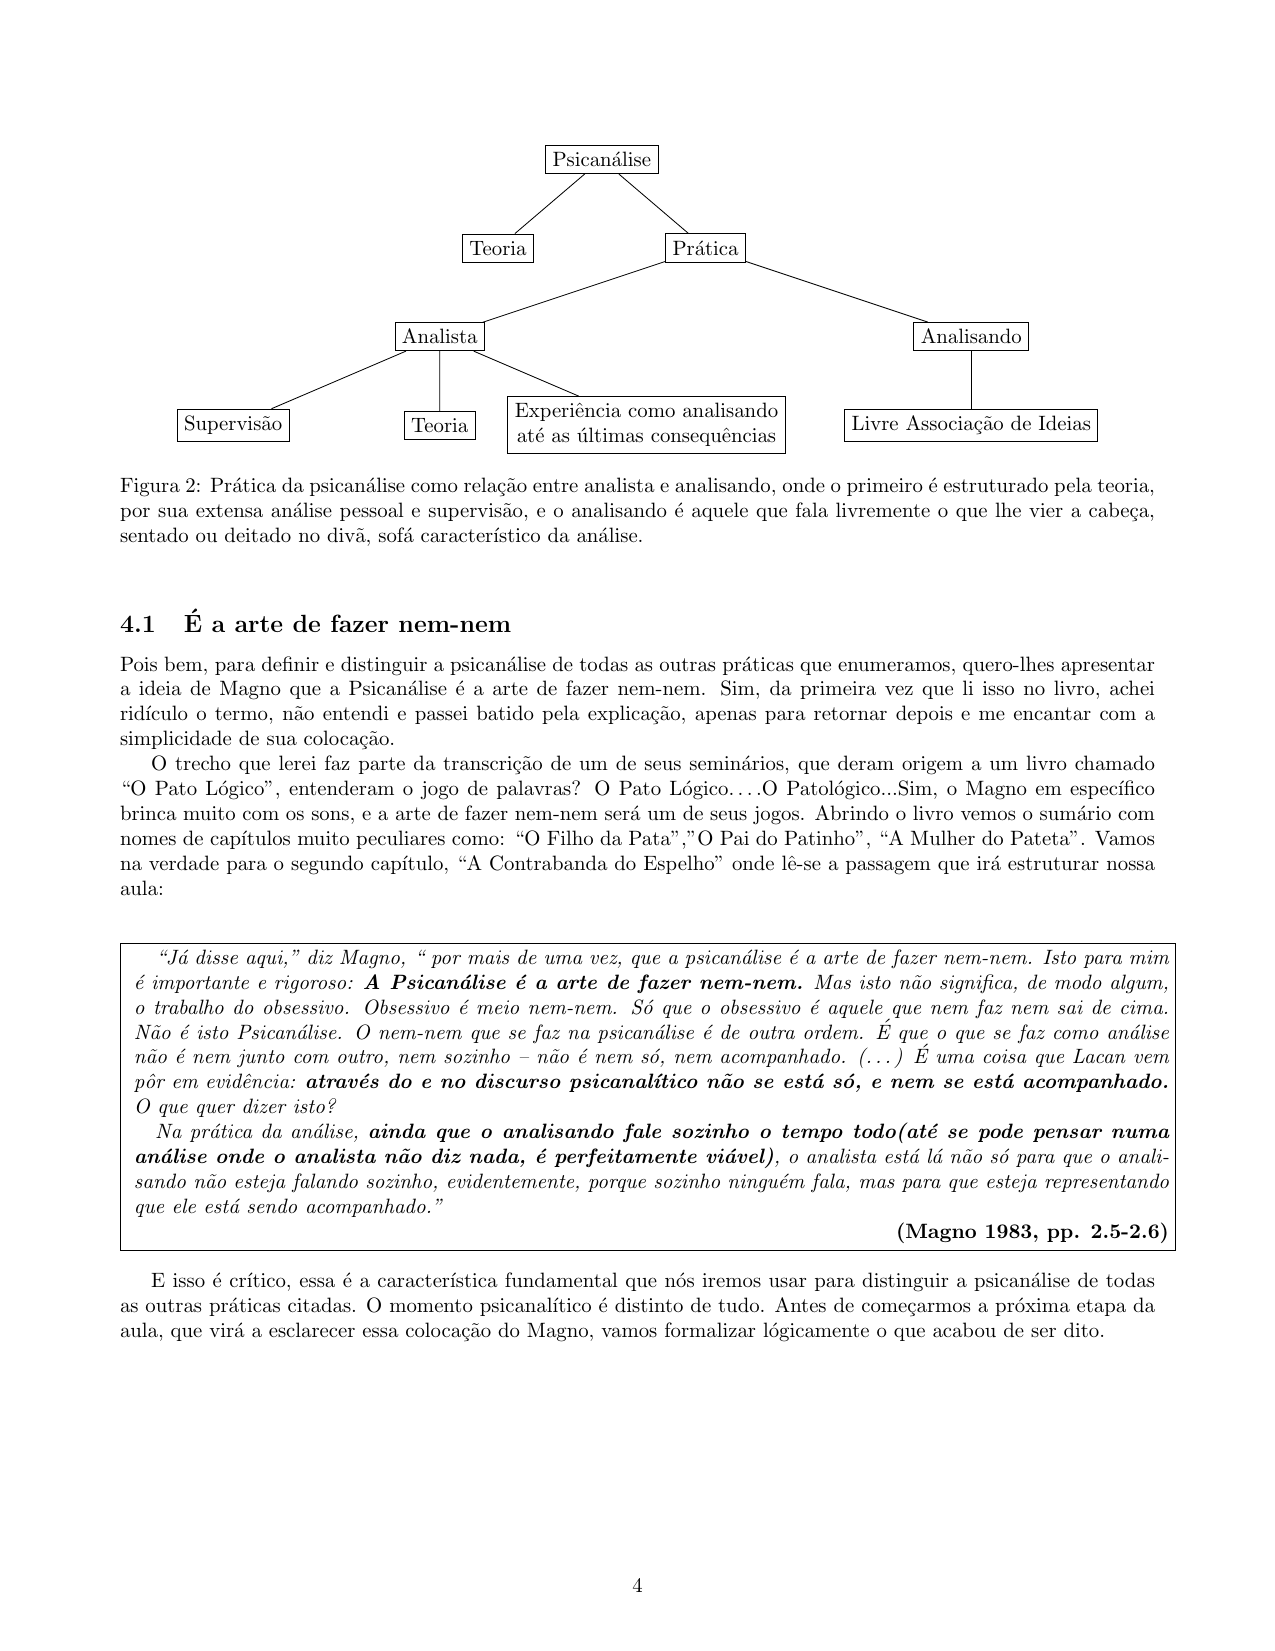 Psicanálise
Teoria
Prática
Analista
Analisando
Supervisão
Teoria
Experiência como analisando
até as últimas consequências
Livre Associação de Ideias
Figura 2: Prática da psicanálise como relação entre analista e analisando, onde o primeiro é estruturado pela teoria,
por sua extensa análise pessoal e supervisão, e o analisando é aquele que fala livremente o que lhe vier a cabeça,
sentado ou deitado no divã, sofá característico da análise.
4.1 É a arte de fazer nem-nem
Pois bem, para definir e distinguir a psicanálise de todas as outras práticas que enumeramos, quero-lhes apresentar
a ideia de Magno que a Psicanálise é a arte de fazer nem-nem. Sim, da primeira vez que li isso no livro, achei
ridículo o termo, não entendi e passei batido pela explicação, apenas para retornar depois e me encantar com a
simplicidade de sua colocação.
O trecho que lerei faz parte da transcrição de um de seus seminários, que deram origem a um livro chamado
“O Pato Lógico”, entenderam o jogo de palavras? O Pato Lógico. . . .O Patológico...Sim, o Magno em específico
brinca muito com os sons, e a arte de fazer nem-nem será um de seus jogos. Abrindo o livro vemos o sumário com
nomes de capítulos muito peculiares como: “O Filho da Pata”,”O Pai do Patinho”, “A Mulher do Pateta”. Vamos
na verdade para o segundo capítulo, “A Contrabanda do Espelho” onde lê-se a passagem que irá estruturar nossa
aula:
“Já disse aqui,” diz Magno, “ por mais de uma vez, que a psicanálise é a arte de fazer nem-nem. Isto para mim
é importante e rigoroso: A Psicanálise é a arte de fazer nem-nem. Mas isto não significa, de modo algum,
o trabalho do obsessivo. Obsessivo é meio nem-nem. Só que o obsessivo é aquele que nem faz nem sai de cima.
Não é isto Psicanálise. O nem-nem que se faz na psicanálise é de outra ordem. É que o que se faz como análise
não é nem junto com outro, nem sozinho – não é nem só, nem acompanhado. (. . . ) É uma coisa que Lacan vem
pôr em evidência: através do e no discurso psicanalítico não se está só, e nem se está acompanhado.
O que quer dizer isto?
Na prática da análise, ainda que o analisando fale sozinho o tempo todo(até se pode pensar numa
análise onde o analista não diz nada, é perfeitamente viável), o analista está lá não só para que o anali-
sando não esteja falando sozinho, evidentemente, porque sozinho ninguém fala, mas para que esteja representando
que ele está sendo acompanhado.”
(Magno 1983, pp. 2.5-2.6)
E isso é crítico, essa é a característica fundamental que nós iremos usar para distinguir a psicanálise de todas
as outras práticas citadas. O momento psicanalítico é distinto de tudo. Antes de começarmos a próxima etapa da
aula, que virá a esclarecer essa colocação do Magno, vamos formalizar lógicamente o que acabou de ser dito.
4